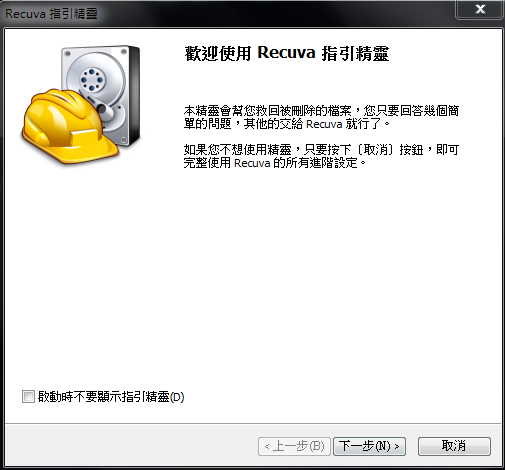 Recuva 指引精靈
歡迎使用 Recuva 指引精靈
本精靈會幫您救回被刪除的檔案，您只要回答幾個簡
單的問題，其他的交給 Recuva 就行了。
如果您不想使用精靈，只要按下〔取消〕按鈕，即可
完整使用 Recuva 的所有進階設定。
啟動時不要顯示指引精靈(D)
< 上一步(B)
下一步(N) >
取消